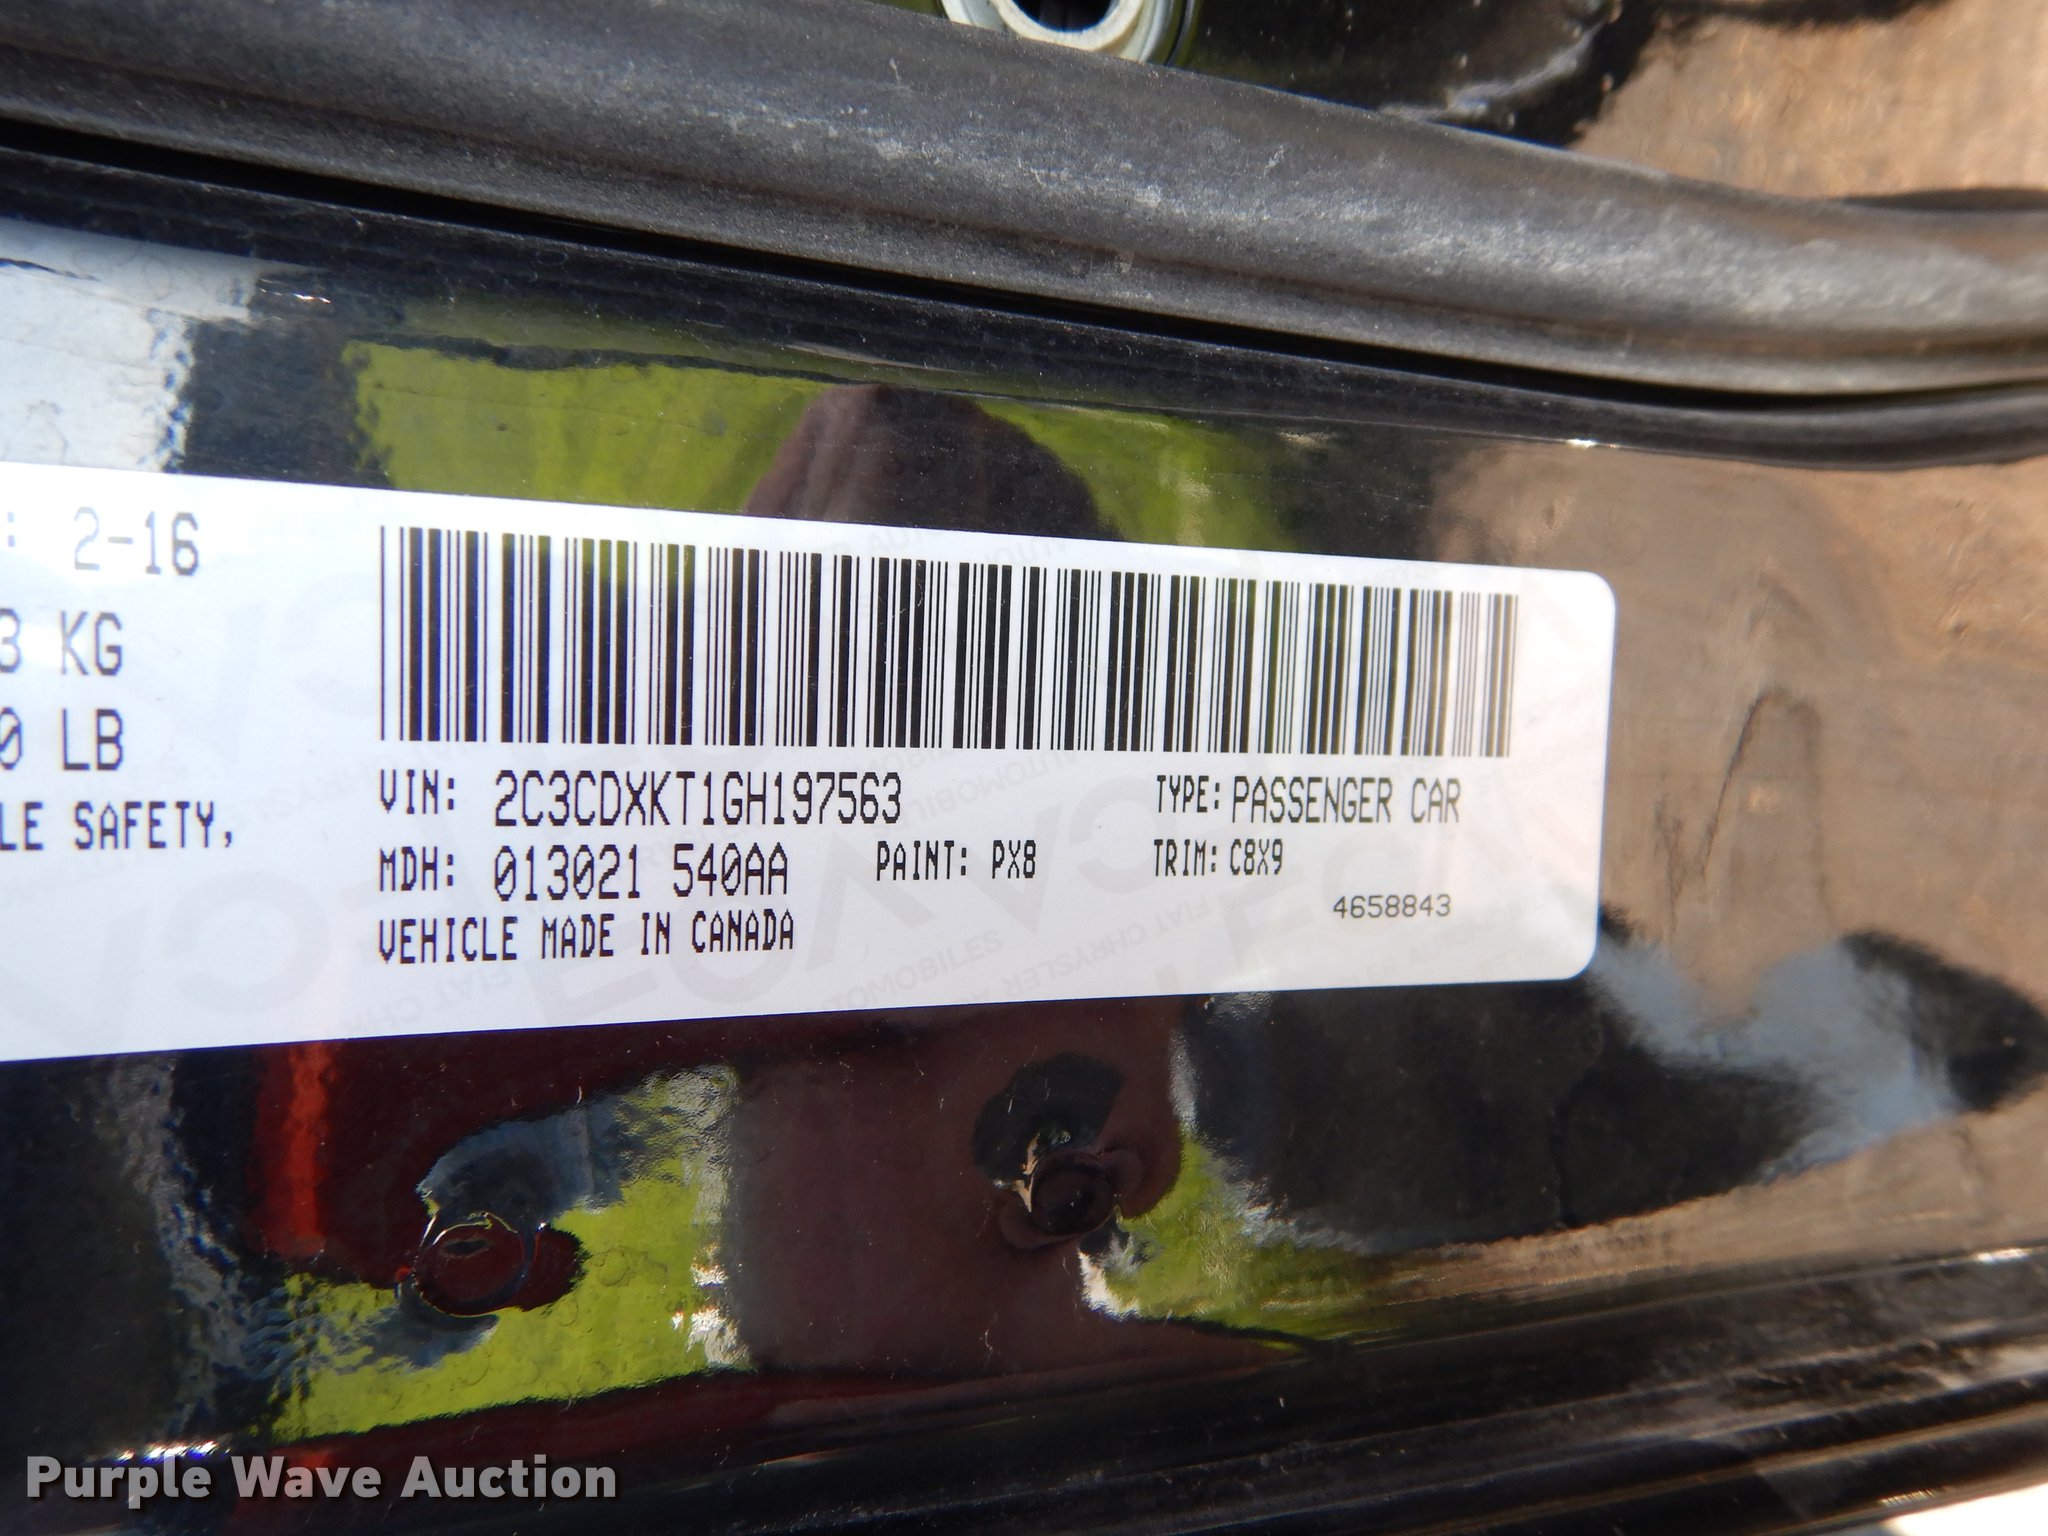 : 2-16
3 KG
0 LB
LE SAFETY,
VIN: 2C3CDXKT1GH197563 TYPE: PASSENGER CAR
MDH: 013021 540AA PAINT: PX8 TRIM: C8X9
VEHICLE MADE IN CANADA 4658843
Purple Wave Auction